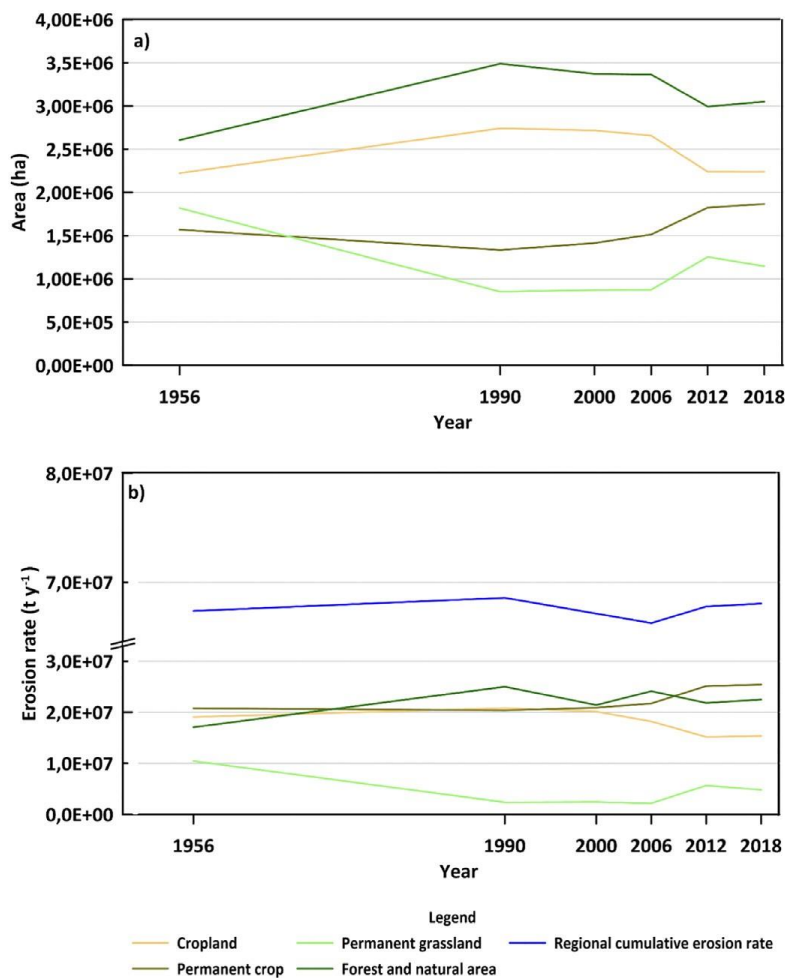 4,00E+06
a)
3,5E+06
3,00E+06
2,5E+06
2,00E+06
1,5E+06
1,00E+06
5,0E+05
0,00E+00
Area (ha)
1956 1990 2000 2006 2012 2018
Year
8,0E+07
b)
7,0E+07
3,0E+07
2,0E+07
1,0E+07
0,0E+00
Erosion rate (t y⁻¹)
1956 1990 2000 2006 2012 2018
Year
Legend
Cropland Permanent grassland Regional cumulative erosion rate
Permanent crop Forest and natural area